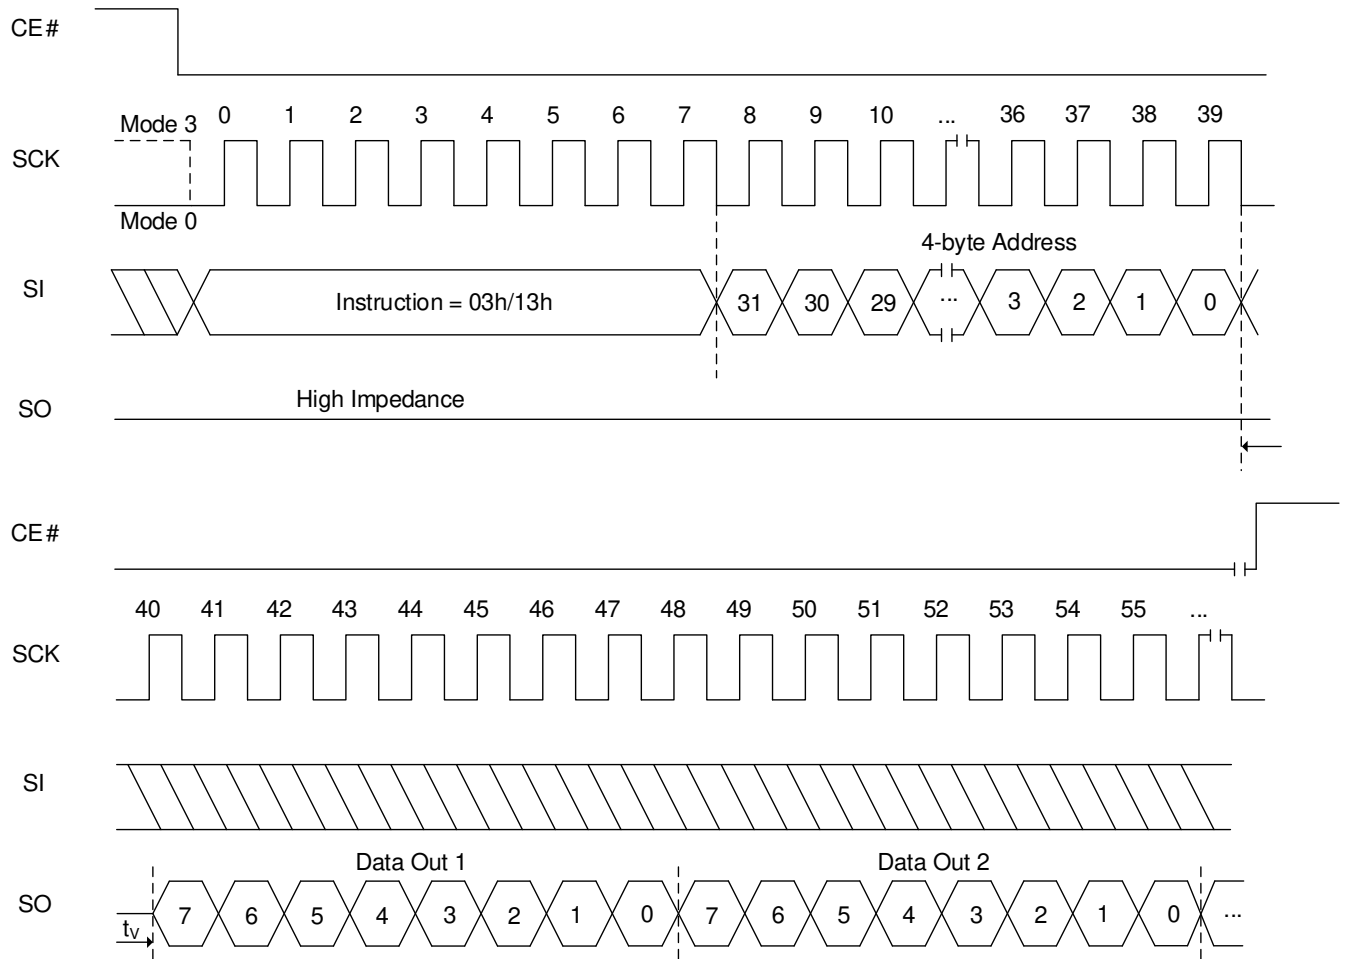 CE#
Mode 3
0 1 2 3 4 5 6 7 8 9 10 ... 36 37 38 39
SCK
Mode 0
4-byte Address
SI
Instruction = 03h/13h
31 30 29 ... 3 2 1 0
High Impedance
SO
CE#
40 41 42 43 44 45 46 47 48 49 50 51 52 53 54 55 ...
SCK
SI
Data Out 1 Data Out 2
SO
7 6 5 4 3 2 1 0 7 6 5 4 3 2 1 0 ...
tV